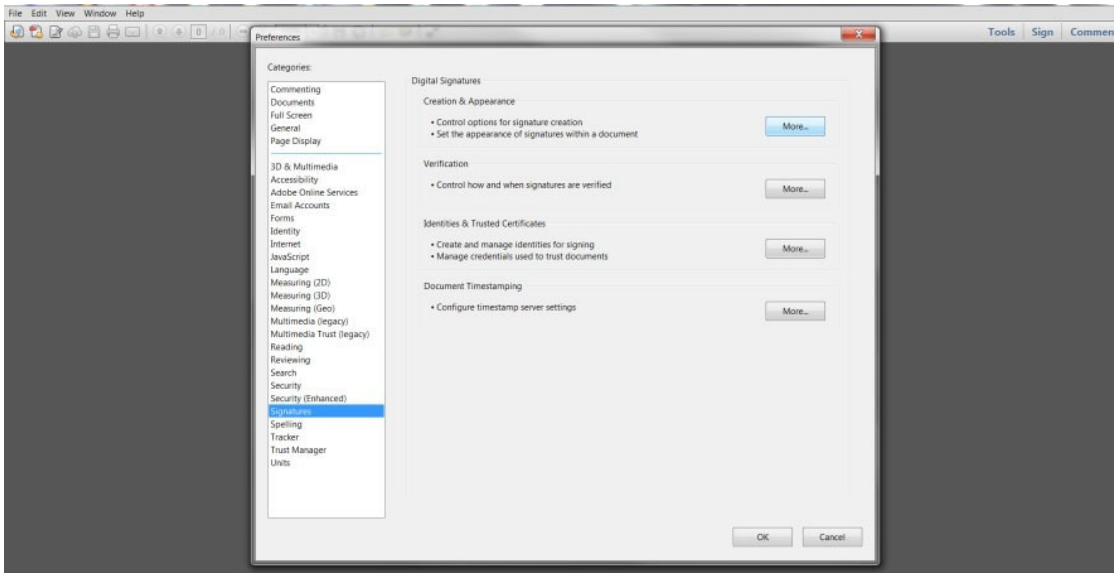 File Edit View Window Help
0 / 0
Tools Sign Commen
Preferences
Categories:
Commenting
Documents
Full Screen
General
Page Display
3D & Multimedia
Accessibility
Adobe Online Services
Email Accounts
Forms
Identity
Internet
JavaScript
Language
Measuring (2D)
Measuring (3D)
Measuring (Geo)
Multimedia (legacy)
Multimedia Trust (legacy)
Reading
Reviewing
Search
Security
Security (Enhanced)
Signatures
Spelling
Tracker
Trust Manager
Units
Digital Signatures
Creation & Appearance
• Control options for signature creation
• Set the appearance of signatures within a document
More...
Verification
• Control how and when signatures are verified
More...
Identities & Trusted Certificates
• Create and manage identities for signing
• Manage credentials used to trust documents
More...
Document Timestamping
• Configure timestamp server settings
More...
OK Cancel